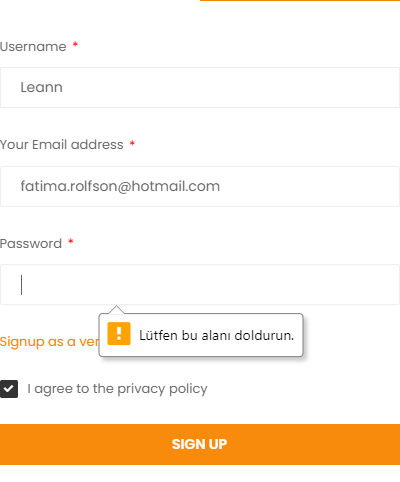 Username *
Leann
Your Email address *
fatima.rolfson@hotmail.com
Password *
Lütfen bu alanı doldurun.
Signup as a
I agree to the privacy policy
SIGN UP